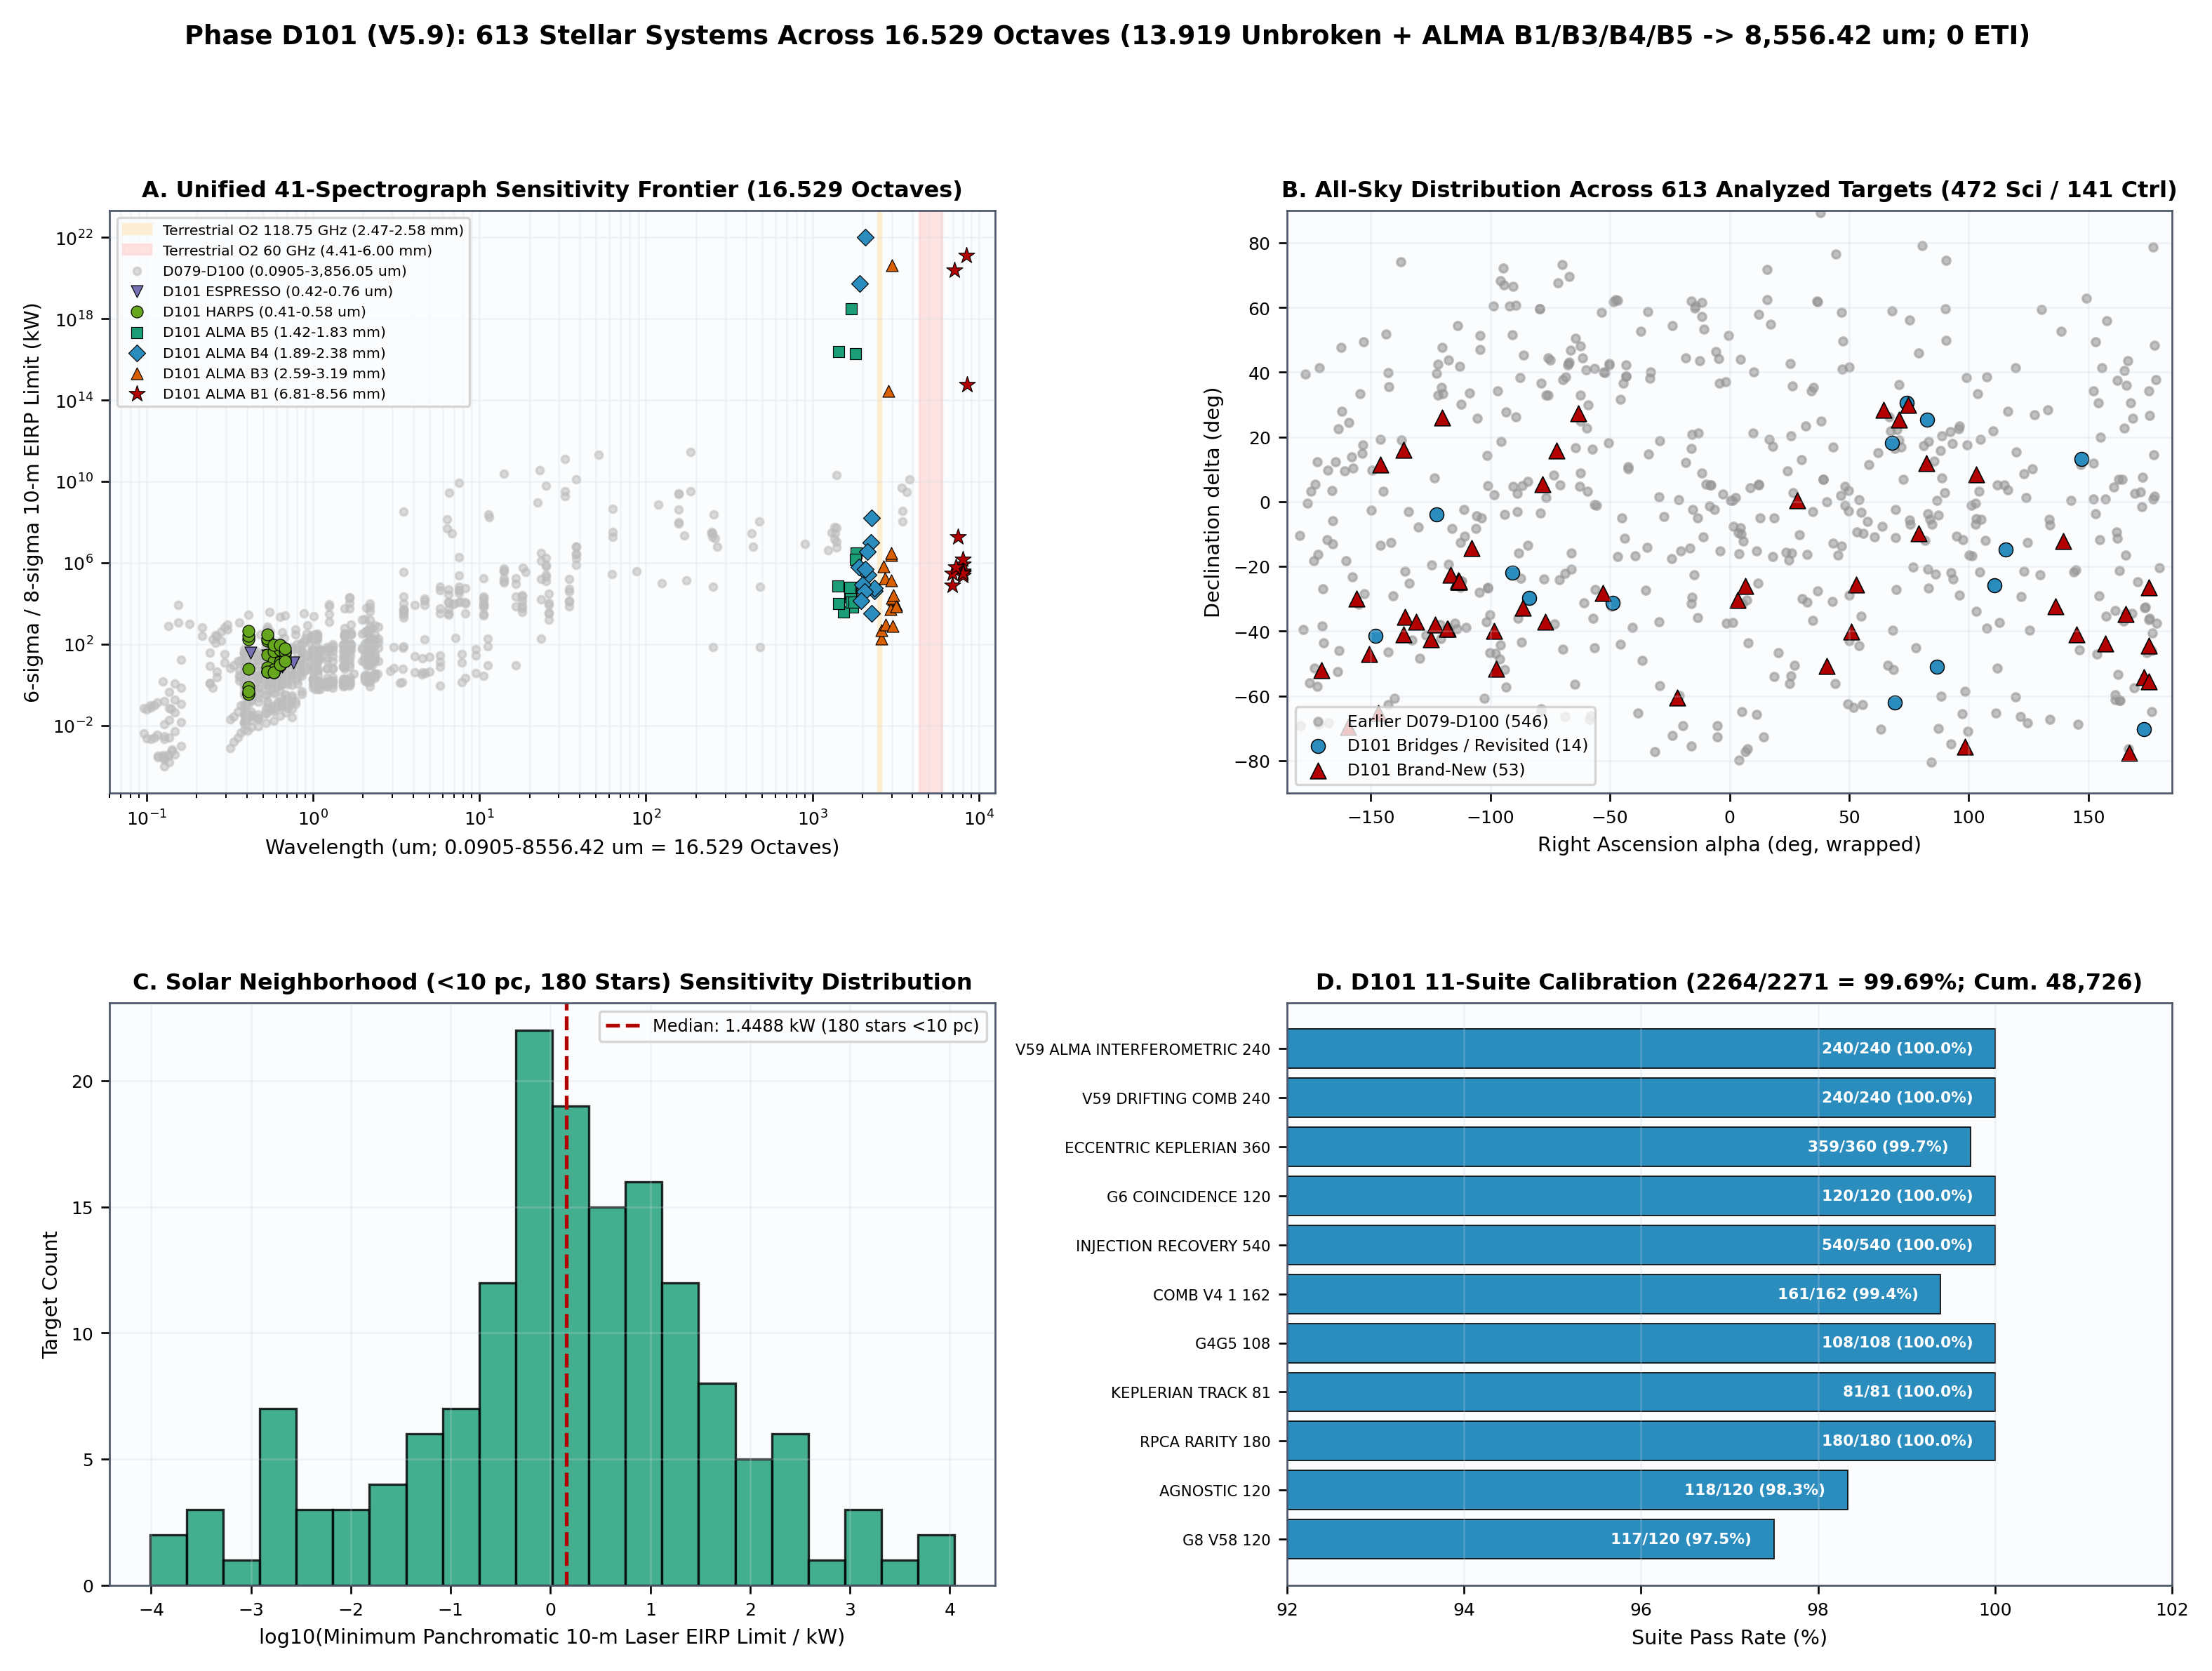 Phase D101 (V5.9): 613 Stellar Systems Across 16.529 Octaves (13.919 Unbroken + ALMA B1/B3/B4/B5 -> 8,556.42 um; 0 ETI)
A. Unified 41-Spectrograph Sensitivity Frontier (16.529 Octaves)
6-sigma / 8-sigma 10-m EIRP Limit (kW)
10^22
10^18
10^14
10^10
10^6
10^2
10^−2
Terrestrial O2 118.75 GHz (2.47-2.58 mm)
Terrestrial O2 60 GHz (4.41-6.00 mm)
D079-D100 (0.0905-3,856.05 um)
D101 ESPRESSO (0.42-0.76 um)
D101 HARPS (0.41-0.58 um)
D101 ALMA B5 (1.42-1.83 mm)
D101 ALMA B4 (1.89-2.38 mm)
D101 ALMA B3 (2.59-3.19 mm)
D101 ALMA B1 (6.81-8.56 mm)
10^−1 10^0 10^1 10^2 10^3 10^4
Wavelength (um; 0.0905-8556.42 um = 16.529 Octaves)
B. All-Sky Distribution Across 613 Analyzed Targets (472 Sci / 141 Ctrl)
Declination delta (deg)
80
60
40
20
0
−20
−40
−60
−80
Earlier D079-D100 (546)
D101 Bridges / Revisited (14)
D101 Brand-New (53)
−150 −100 −50 0 50 100 150
Right Ascension alpha (deg, wrapped)
C. Solar Neighborhood (<10 pc, 180 Stars) Sensitivity Distribution
Target Count
20
15
10
5
0
Median: 1.4488 kW (180 stars <10 pc)
−4 −3 −2 −1 0 1 2 3 4
log10(Minimum Panchromatic 10-m Laser EIRP Limit / kW)
D. D101 11-Suite Calibration (2264/2271 = 99.69%; Cum. 48,726)
V59 ALMA INTERFEROMETRIC 240 240/240 (100.0%)
V59 DRIFTING COMB 240 240/240 (100.0%)
ECCENTRIC KEPLERIAN 360 359/360 (99.7%)
G6 COINCIDENCE 120 120/120 (100.0%)
INJECTION RECOVERY 540 540/540 (100.0%)
COMB V4 1 162 161/162 (99.4%)
G4G5 108 108/108 (100.0%)
KEPLERIAN TRACK 81 81/81 (100.0%)
RPCA RARITY 180 180/180 (100.0%)
AGNOSTIC 120 118/120 (98.3%)
G8 V58 120 117/120 (97.5%)
92 94 96 98 100 102
Suite Pass Rate (%)